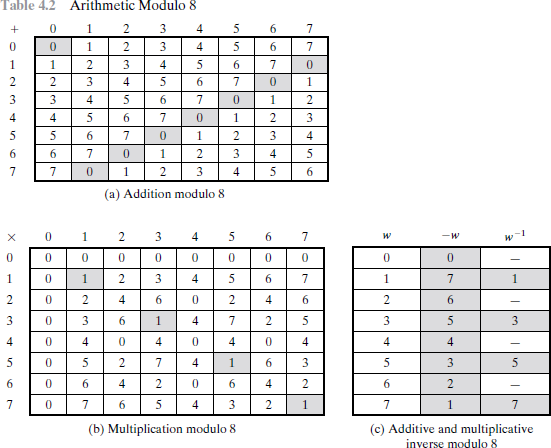 Table 4.2 Arithmetic Modulo 8
+ 0 1 2 3 4 5 6 7
0 0 1 2 3 4 5 6 7
1 1 2 3 4 5 6 7 0
2 2 3 4 5 6 7 0 1
3 3 4 5 6 7 0 1 2
4 4 5 6 7 0 1 2 3
5 5 6 7 0 1 2 3 4
6 6 7 0 1 2 3 4 5
7 7 0 1 2 3 4 5 6
(a) Addition modulo 8
× 0 1 2 3 4 5 6 7
0 0 0 0 0 0 0 0 0
1 0 1 2 3 4 5 6 7
2 0 2 4 6 0 2 4 6
3 0 3 6 1 4 7 2 5
4 0 4 0 4 0 4 0 4
5 0 5 2 7 4 1 6 3
6 0 6 4 2 0 6 4 2
7 0 7 6 5 4 3 2 1
(b) Multiplication modulo 8
w −w w⁻¹
0 0 —
1 7 1
2 6 —
3 5 3
4 4 —
5 3 5
6 2 —
7 1 7
(c) Additive and multiplicative
inverse modulo 8